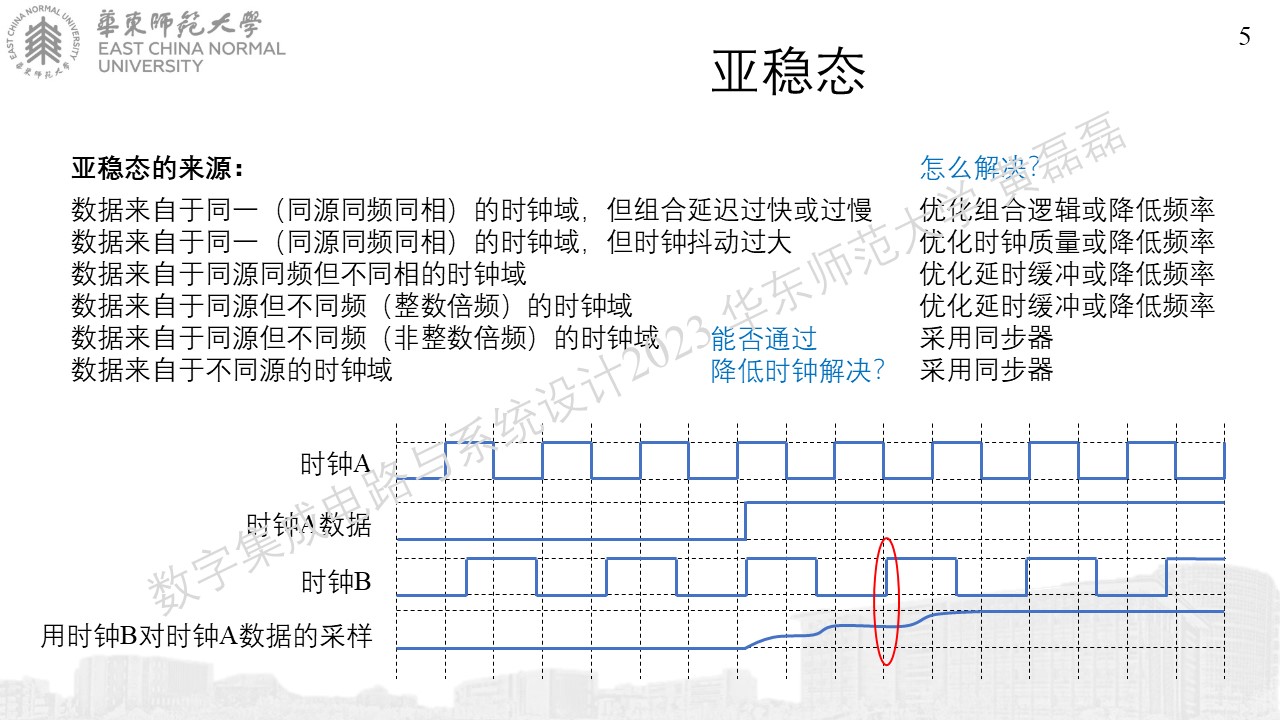 華東師範大學
EAST CHINA NORMAL
UNIVERSITY
EAST CHINA NORMAL UNIVERSITY
華東师范大学
5
亚稳态
亚稳态的来源：
怎么解决？
数据来自于同一（同源同频同相）的时钟域，但组合延迟过快或过慢
优化组合逻辑或降低频率
数据来自于同一（同源同频同相）的时钟域，但时钟抖动过大
优化时钟质量或降低频率
数据来自于同源同频但不同相的时钟域
优化延时缓冲或降低频率
数据来自于同源但不同频（整数倍频）的时钟域
优化延时缓冲或降低频率
数据来自于同源但不同频（非整数倍频）的时钟域
能否通过
采用同步器
数据来自于不同源的时钟域
降低时钟解决？
采用同步器
时钟A
时钟A数据
时钟B
用时钟B对时钟A数据的采样
数字集成电路与系统设计2023 华东师范大学 黄磊磊